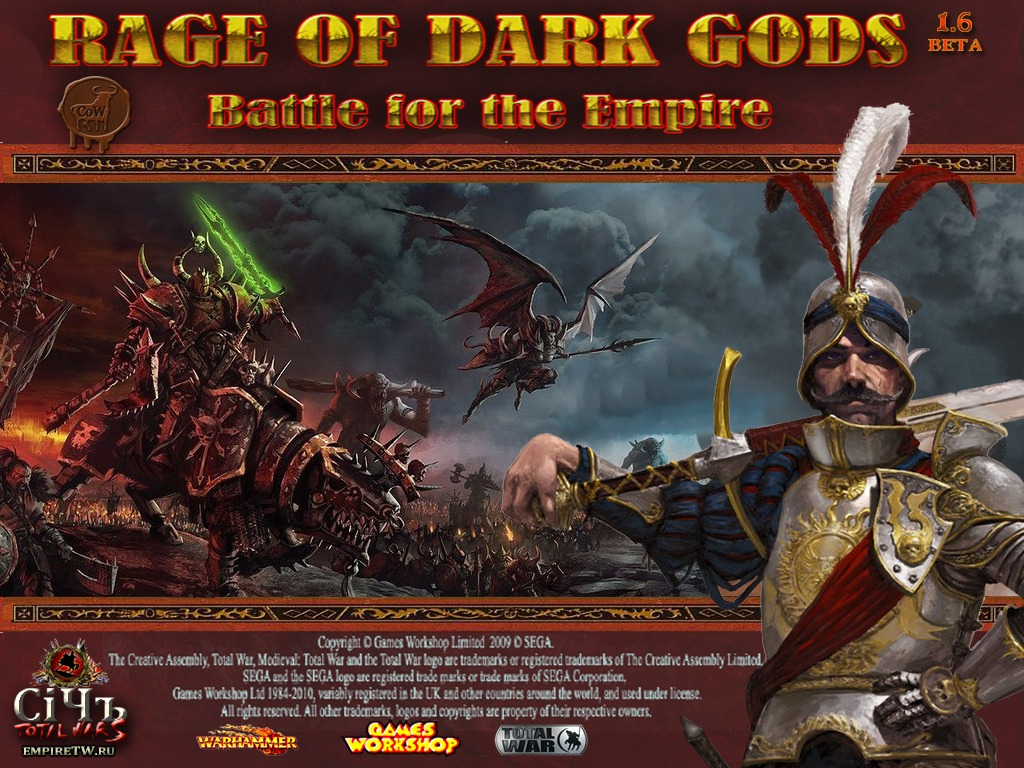 RAGE OF DARK GODS
1.6
BETA
Battle for the Empire
CoW
Copyright © Games Workshop Limited 2009 © SEGA.
The Creative Assembly, Total War, Medieval: Total War and the Total War logo are trademarks or registered trademarks of The Creative Assembly Limited.
SEGA and the SEGA logo are registered trade marks or trade marks of SEGA Corporation.
Games Workshop Ltd 1984-2010, variably registered in the UK and other countries around the world, and used under license.
All rights reserved. All other trademarks, logos and copyrights are property of their respective owners.
СіЧъ
TOTAL WARS
EMPIRETW.RU
WARHAMMER
GAMES
WORKSHOP
TOTAL
WAR